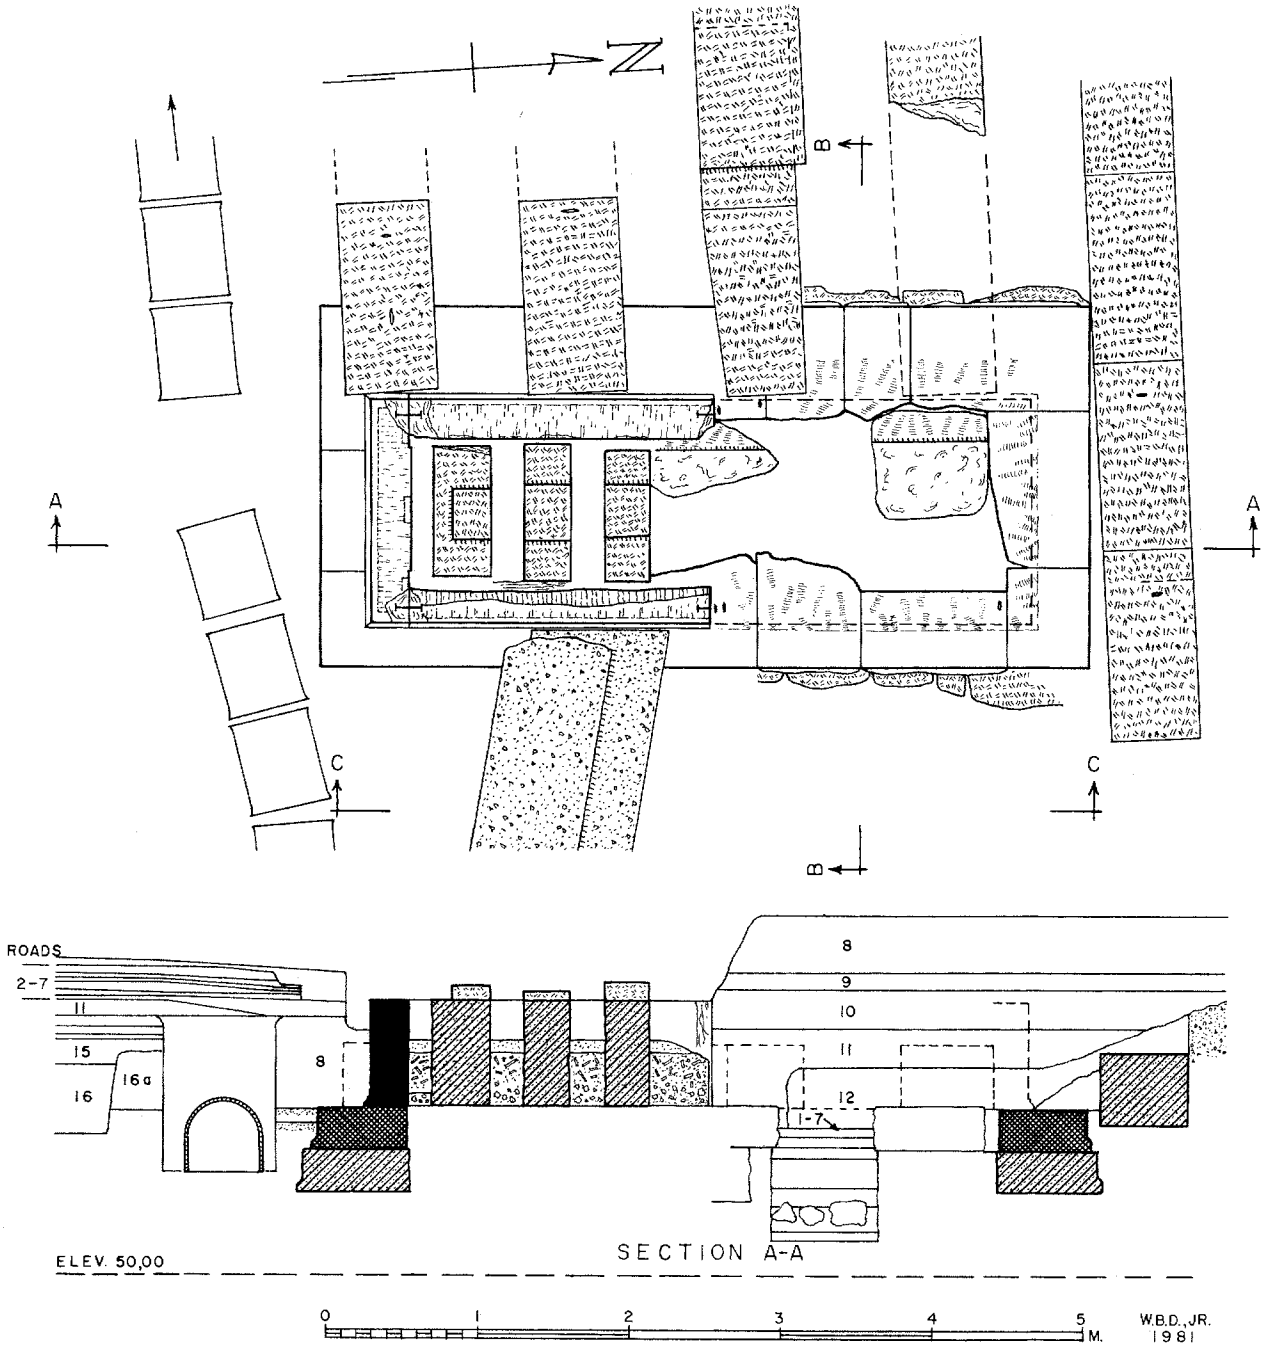 N
B
A
A
C
C
B
ROADS
2-7
11
15
16
16a
8
8
9
10
11
12
1-7
SECTION A-A
ELEV. 50,00
0 1 2 3 4 5 M.
W.B.D., JR.
1981